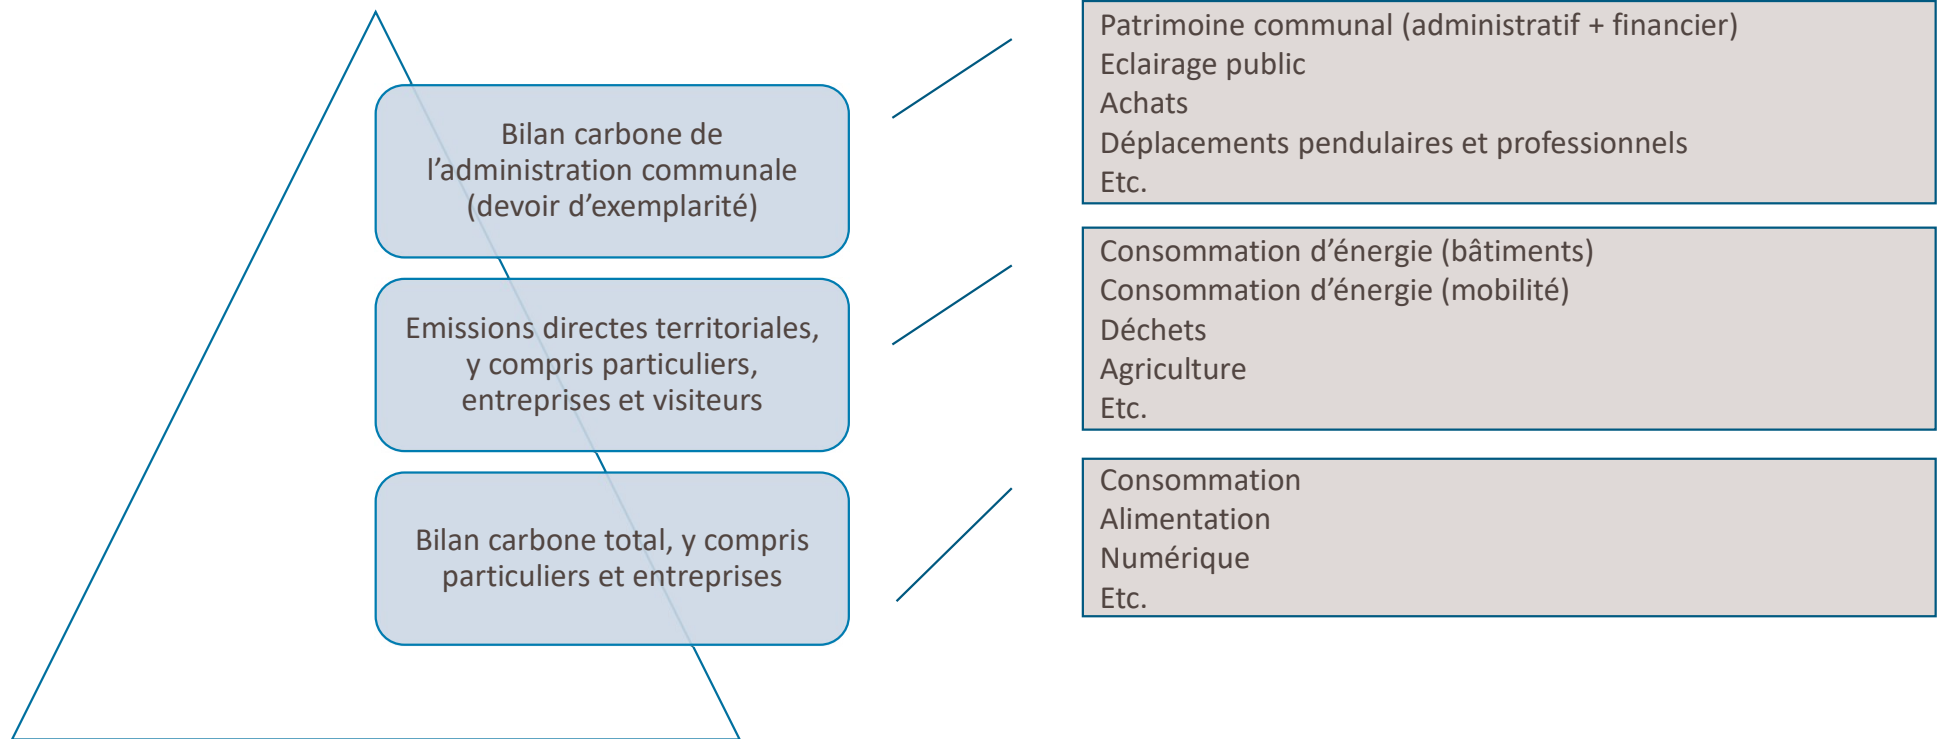 Bilan carbone de
l’administration communale
(devoir d’exemplarité)
Patrimoine communal (administratif + financier)
Eclairage public
Achats
Déplacements pendulaires et professionnels
Etc.
Emissions directes territoriales,
y compris particuliers,
entreprises et visiteurs
Consommation d’énergie (bâtiments)
Consommation d’énergie (mobilité)
Déchets
Agriculture
Etc.
Bilan carbone total, y compris
particuliers et entreprises
Consommation
Alimentation
Numérique
Etc.